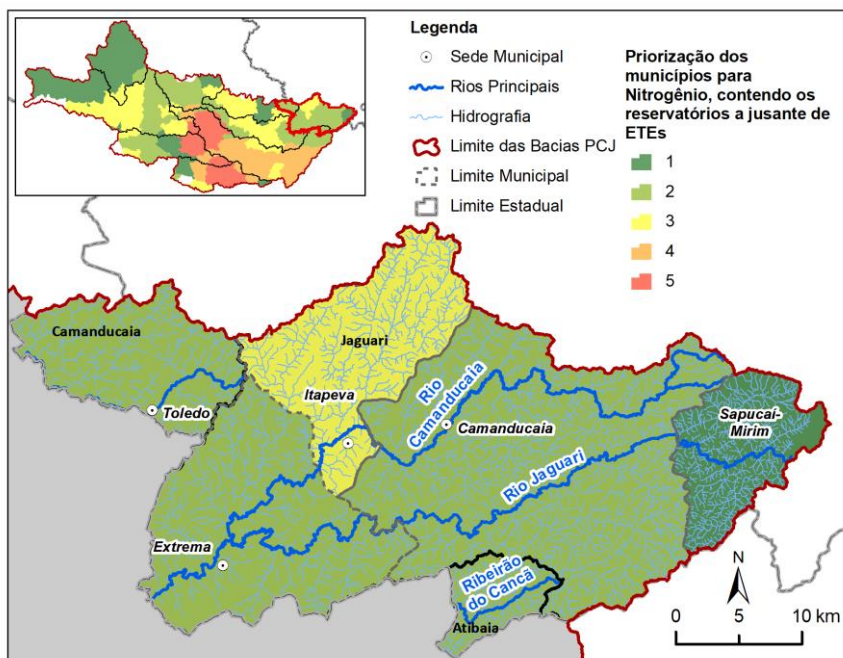 Legenda
Sede Municipal
Rios Principais
Hidrografia
Limite das Bacias PCJ
Limite Municipal
Limite Estadual
Priorização dos
municípios para
Nitrogênio, contendo os
reservatórios a jusante de
ETEs
1
2
3
4
5
Camanducaia
Jaguari
Toledo
Itapeva
Rio
Camanducaia
Camanducaia
Sapucaí-
Mirim
Rio Jaguari
Extrema
Ribeirão
do Cancã
Atibaia
N
0 5 10 km